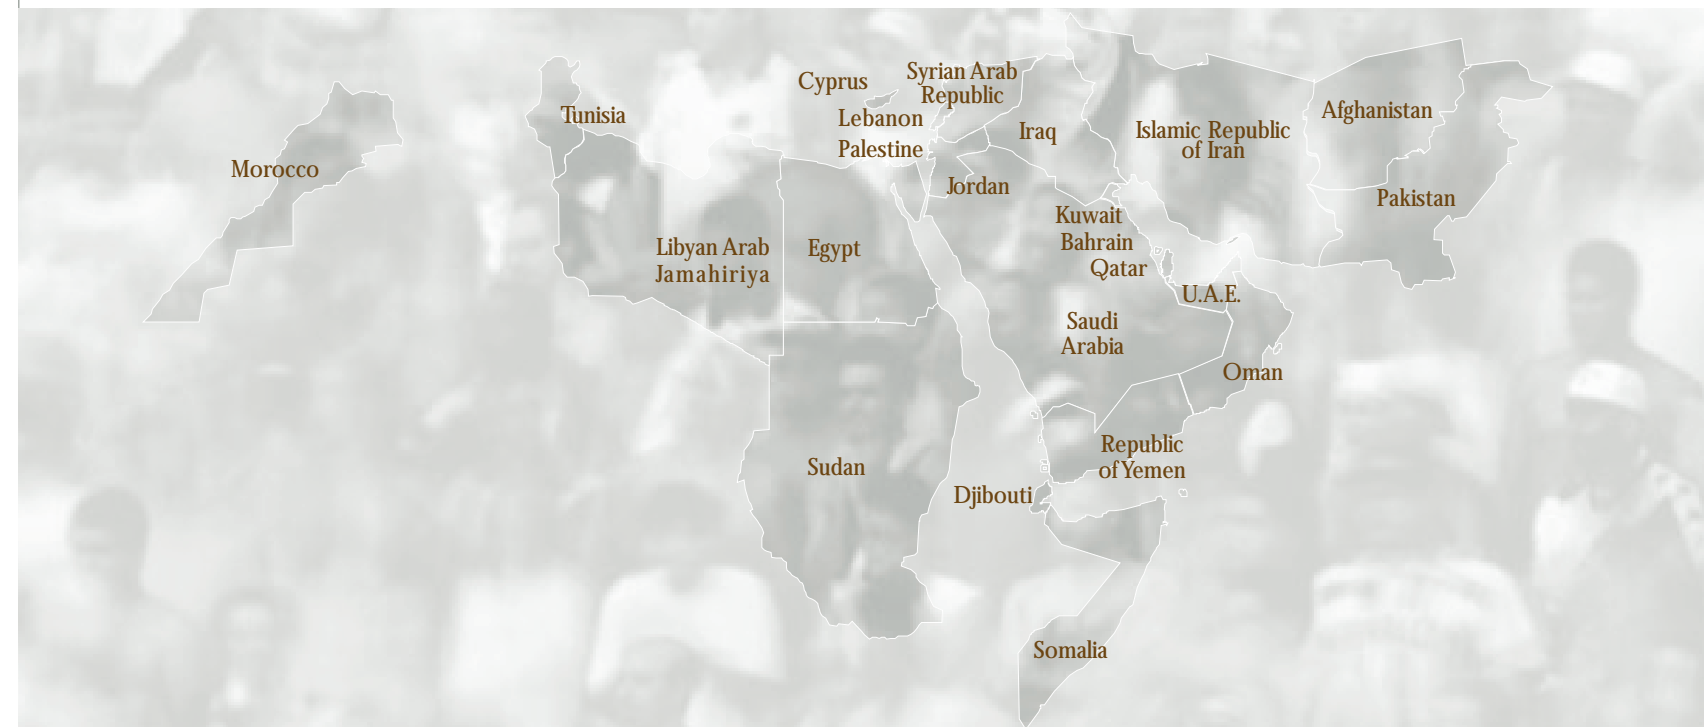 Cyprus
Syrian Arab
Republic
Tunisia
Lebanon
Iraq
Islamic Republic
of Iran
Afghanistan
Morocco
Palestine
Jordan
Pakistan
Kuwait
Bahrain
Qatar
Libyan Arab
Jamahiriya
Egypt
U.A.E.
Saudi
Arabia
Oman
Republic
of Yemen
Sudan
Djibouti
Somalia